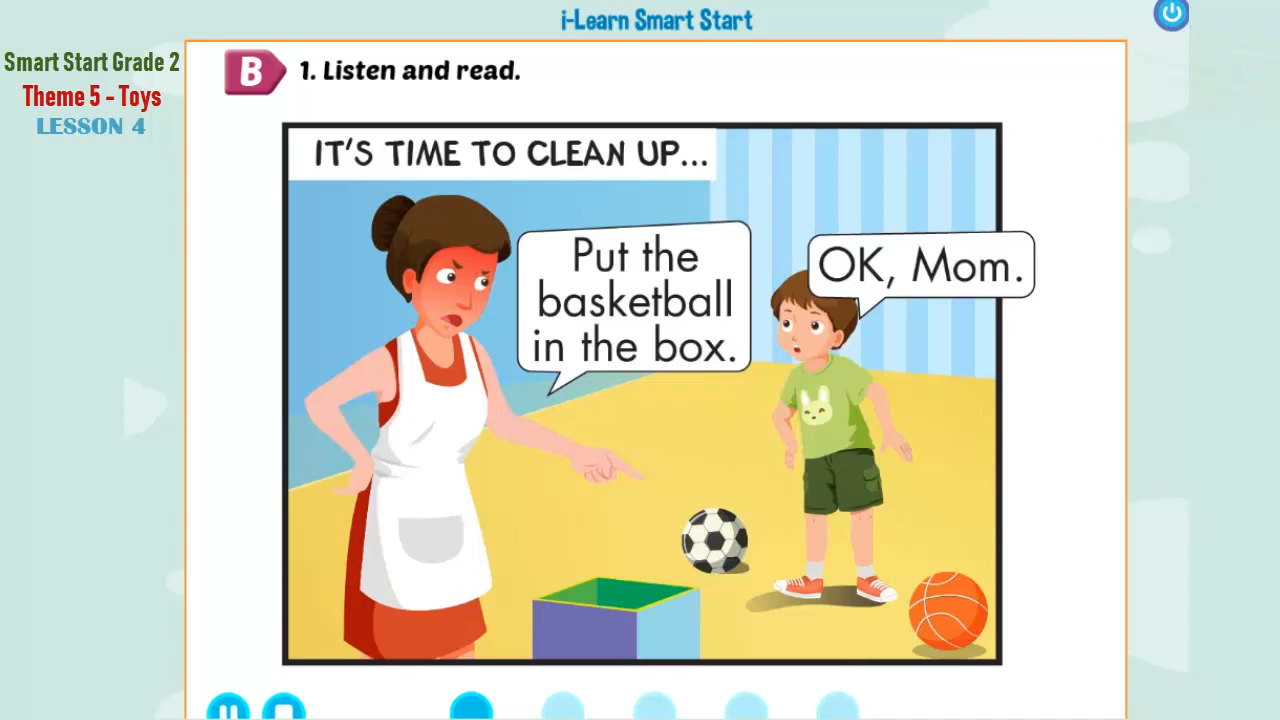 i-Learn Smart Start
Smart Start Grade 2
Theme 5 - Toys
LESSON 4
B
1. Listen and read.
IT'S TIME TO CLEAN UP...
Put the
basketball
in the box.
OK, Mom.